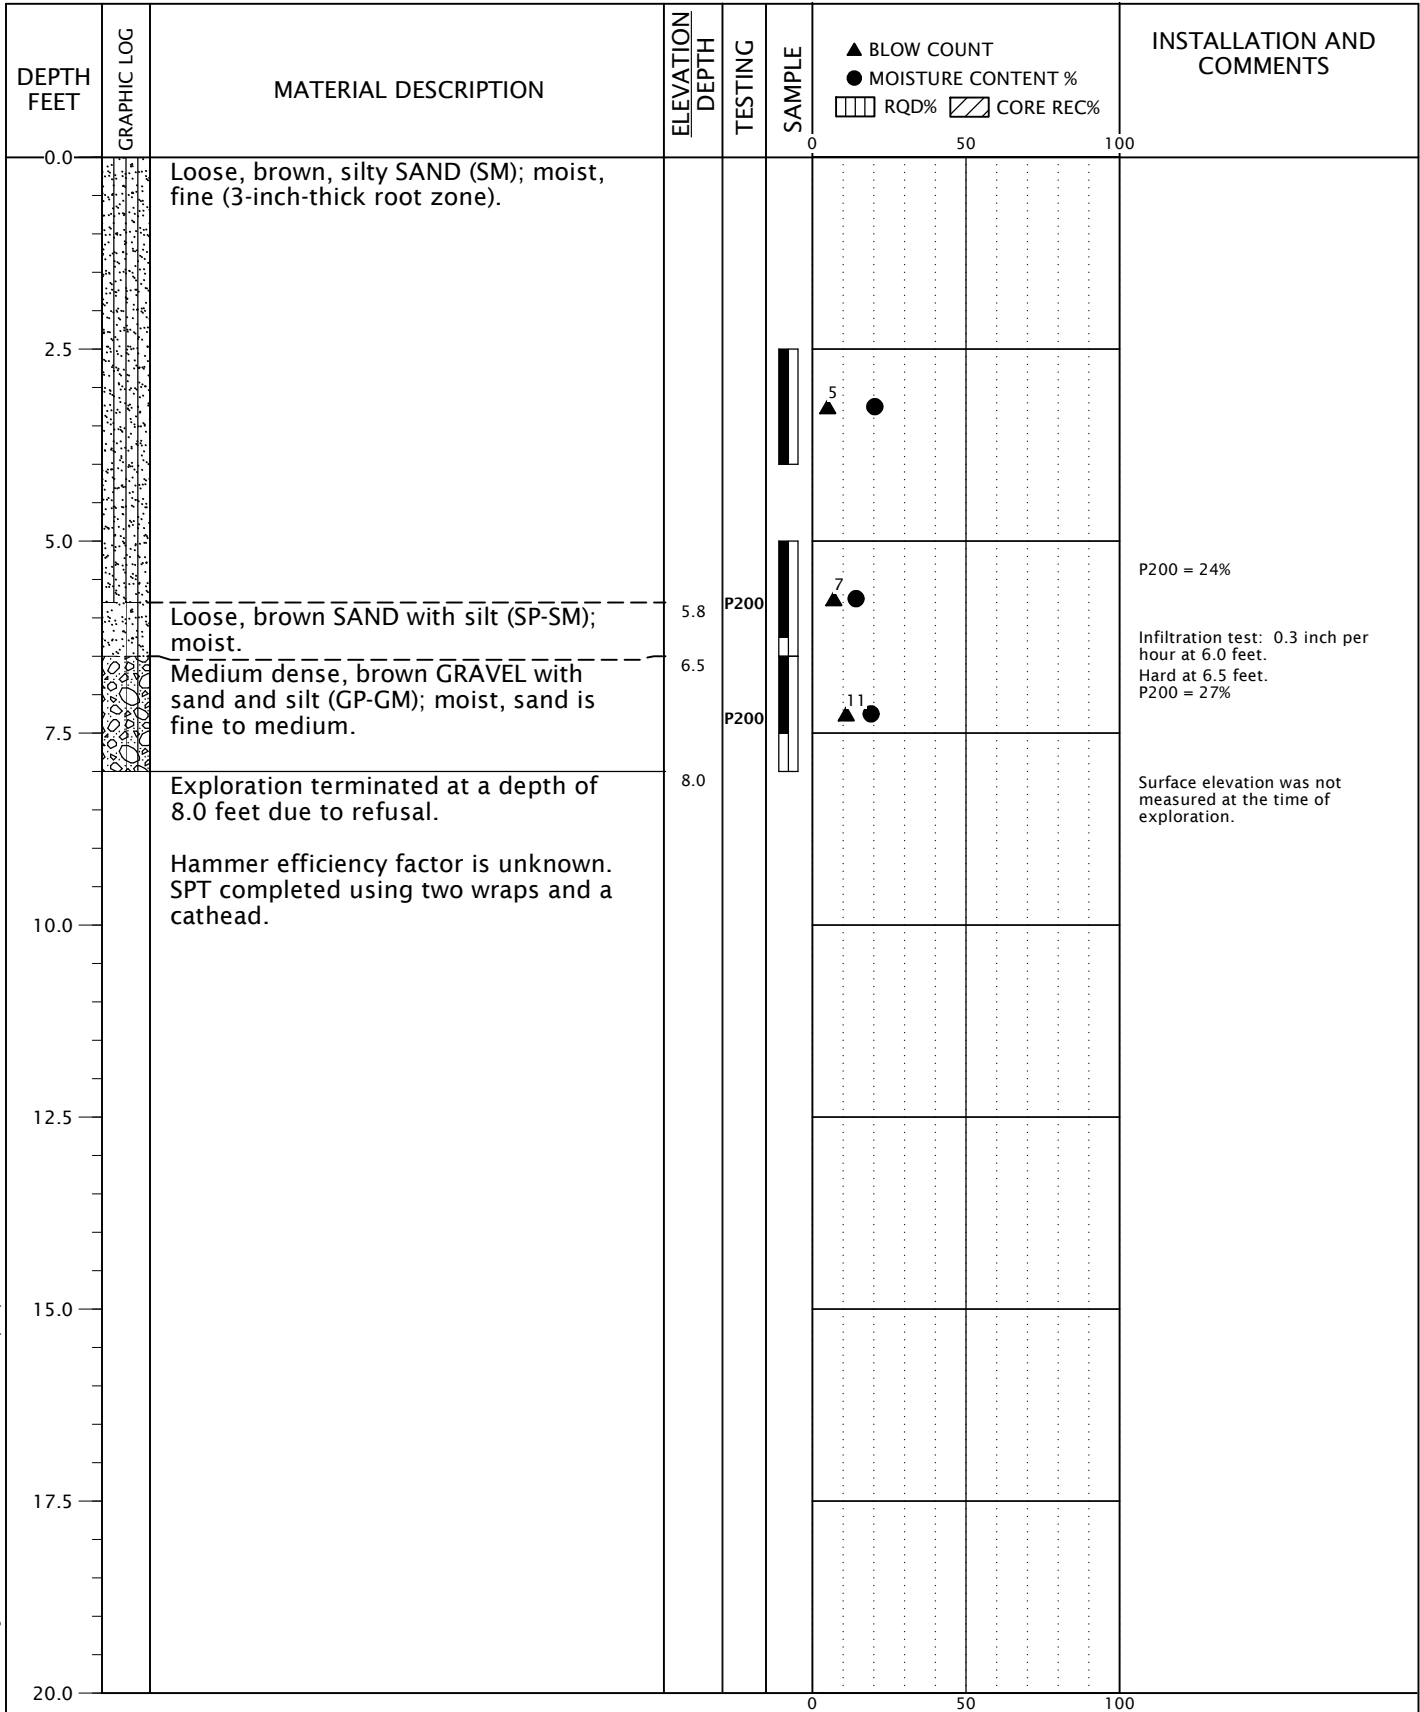 DEPTH
FEET
GRAPHIC LOG
MATERIAL DESCRIPTION
ELEVATION
DEPTH
TESTING
SAMPLE
▲ BLOW COUNT
● MOISTURE CONTENT %
RQD% CORE REC%
INSTALLATION AND
COMMENTS
0 50 100
0.0
Loose, brown, silty SAND (SM); moist,
fine (3-inch-thick root zone).
2.5
5
5.0
P200 = 24%
7
5.8
P200
Loose, brown SAND with silt (SP-SM);
moist.
Infiltration test: 0.3 inch per
hour at 6.0 feet.
6.5
Medium dense, brown GRAVEL with
sand and silt (GP-GM); moist, sand is
fine to medium.
Hard at 6.5 feet.
P200 = 27%
11
P200
7.5
8.0
Exploration terminated at a depth of
8.0 feet due to refusal.
Surface elevation was not
measured at the time of
exploration.
Hammer efficiency factor is unknown.
SPT completed using two wraps and a
cathead.
10.0
12.5
15.0
17.5
20.0
0 50 100